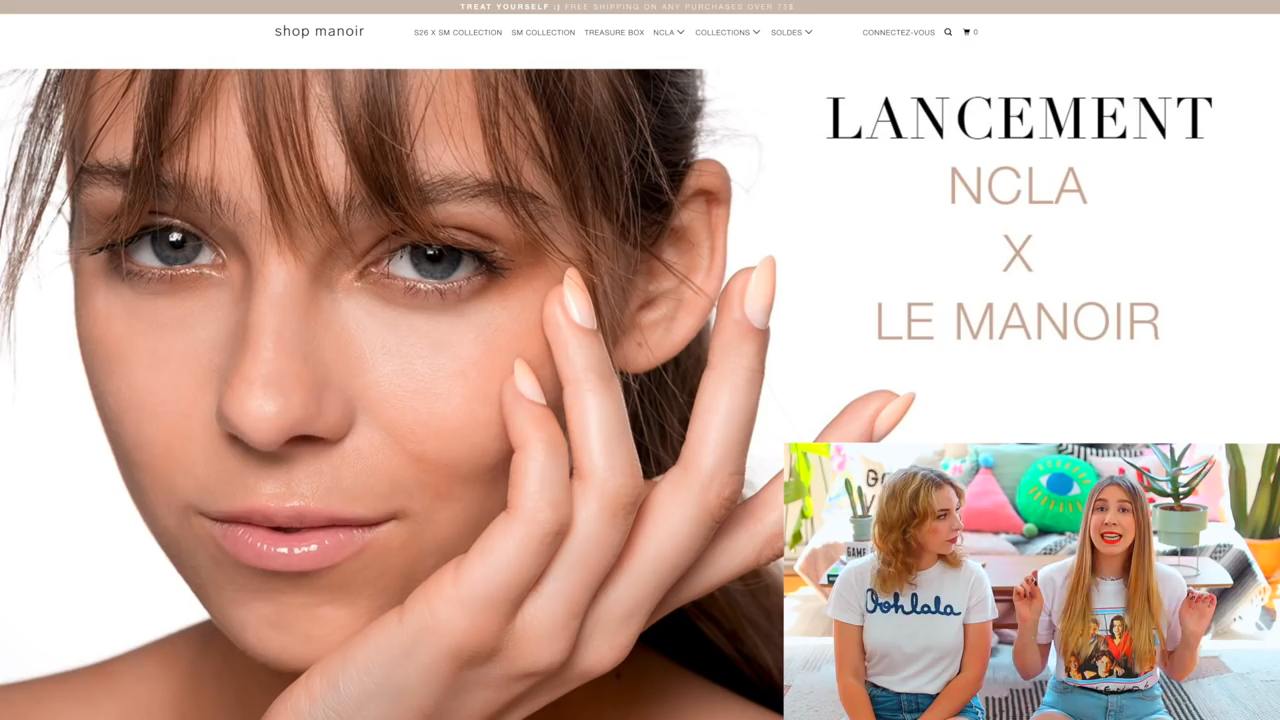 TREAT YOURSELF :) FREE SHIPPING ON ANY PURCHASES OVER 75$
shop manoir
S26 X SM COLLECTION SM COLLECTION TREASURE BOX NCLA COLLECTIONS SOLDES
CONNECTEZ-VOUS 0
LANCEMENT
NCLA
X
LE MANOIR
GAME
Oohlala